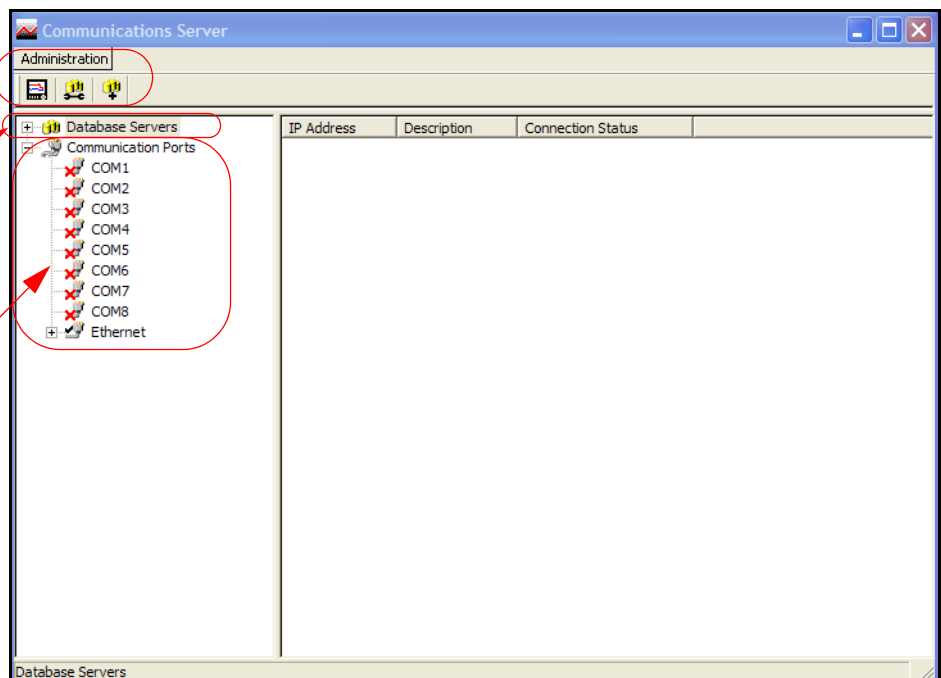 Communications Server
Administration
Database Servers
Communication Ports
COM1
COM2
COM3
COM4
COM5
COM6
COM7
COM8
Ethernet
IP Address Description Connection Status
Database Servers